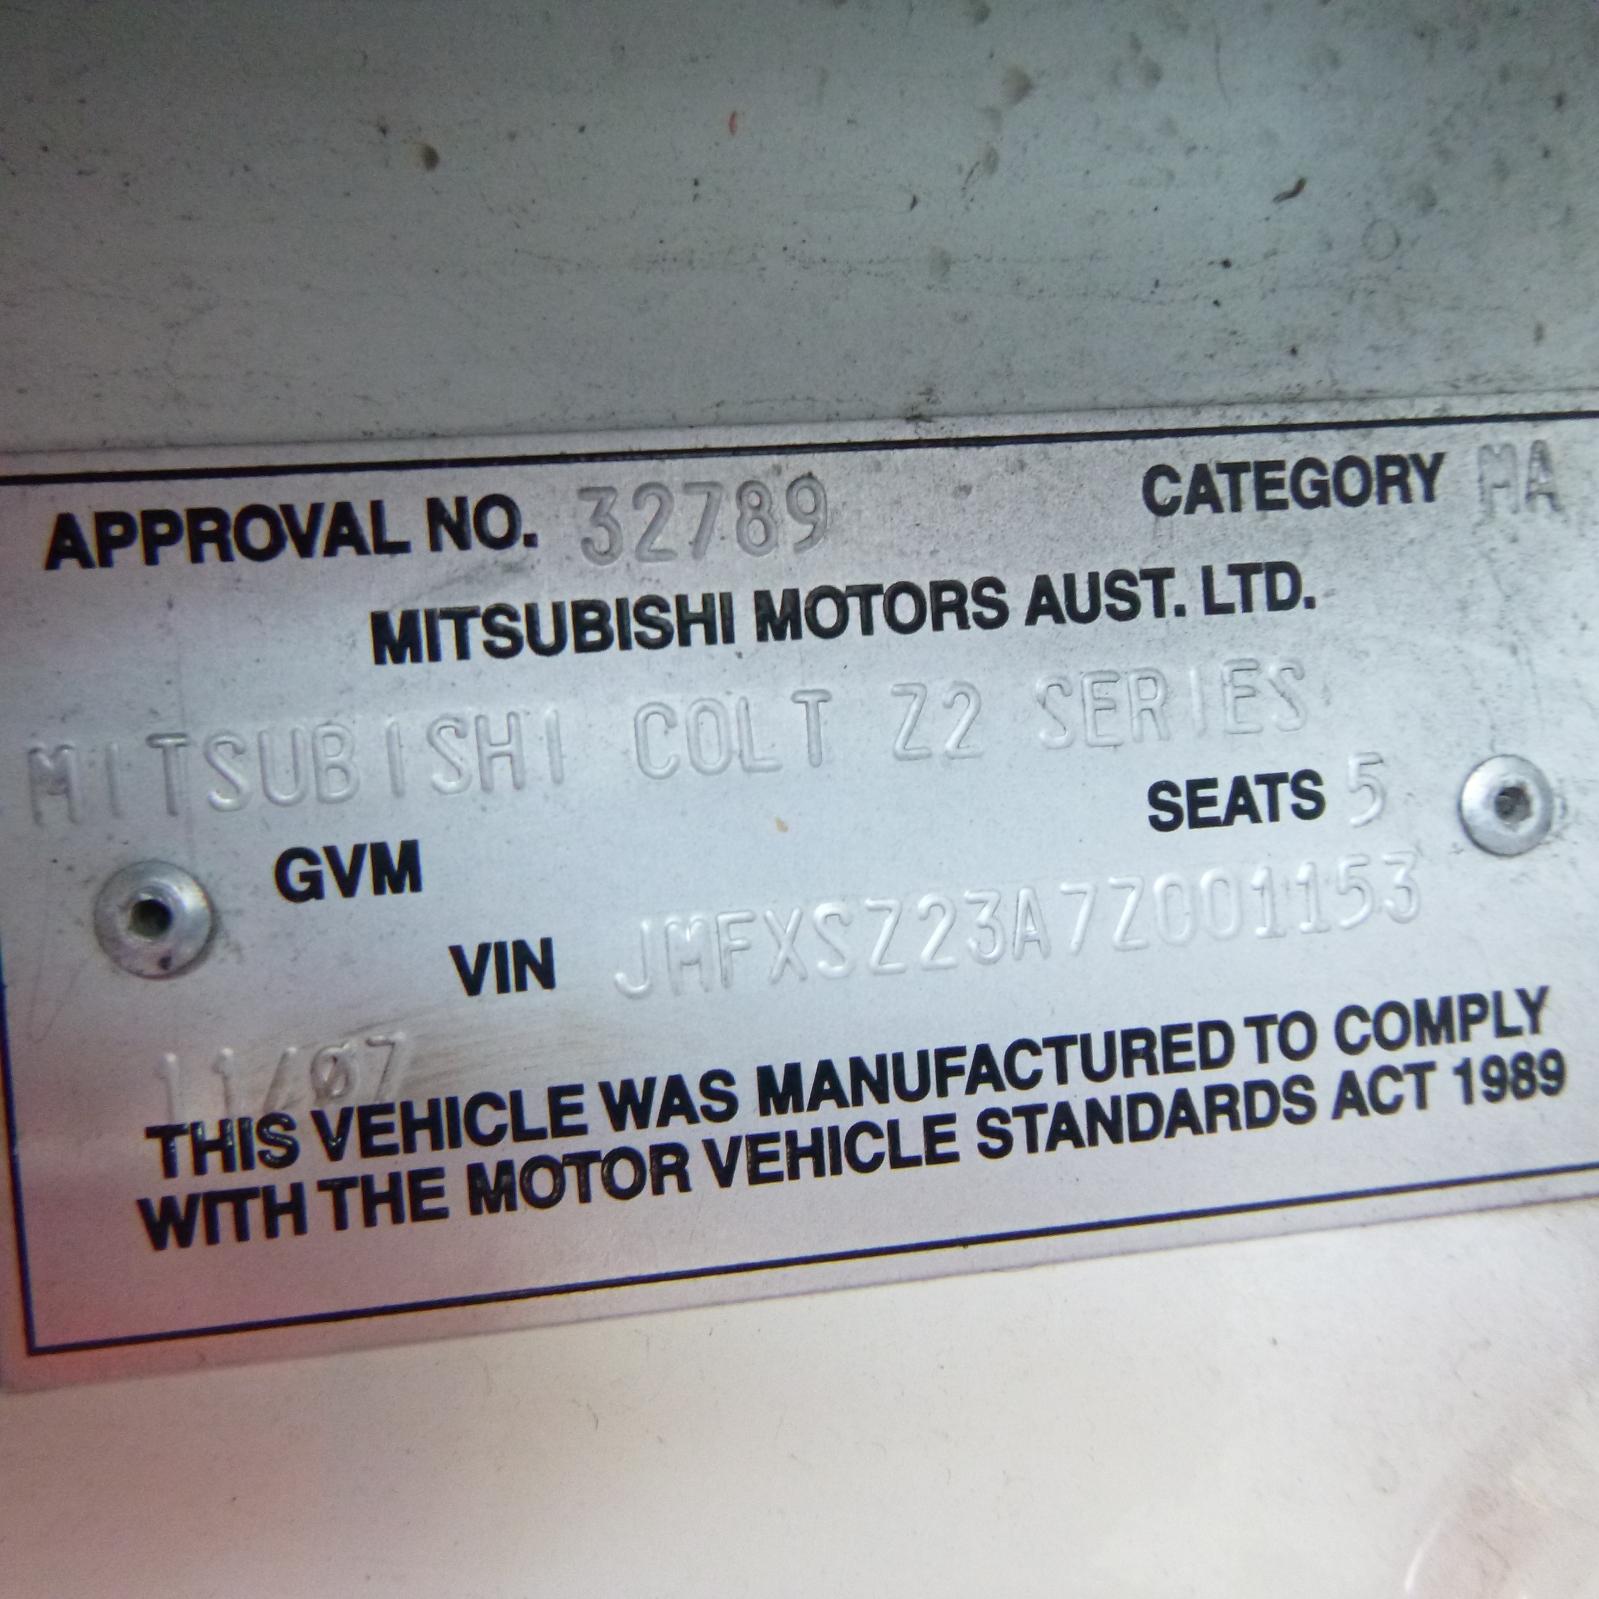 APPROVAL NO. 32789 CATEGORY MA
MITSUBISHI MOTORS AUST. LTD.
MITSUBISHI COLT Z2 SERIES
SEATS 5
GVM
VIN JMFXSZ23A7Z001153
11/07
THIS VEHICLE WAS MANUFACTURED TO COMPLY
WITH THE MOTOR VEHICLE STANDARDS ACT 1989